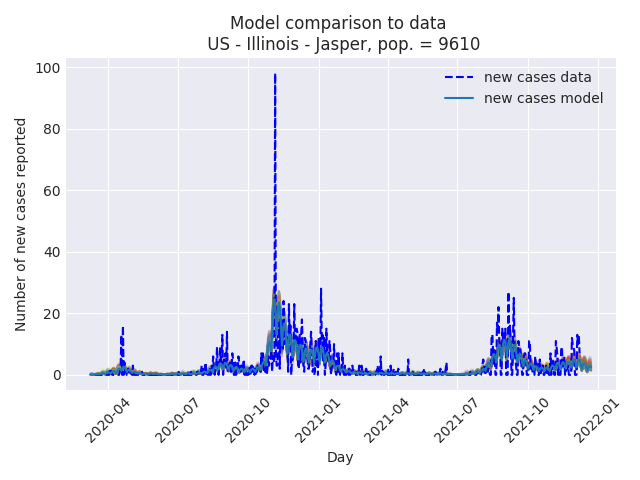 Model comparison to data
US - Illinois - Jasper, pop. = 9610
new cases data
new cases model
Number of new cases reported
100
80
60
40
20
0
2020-04
2020-07
2020-10
2021-01
2021-04
2021-07
2021-10
2022-01
Day